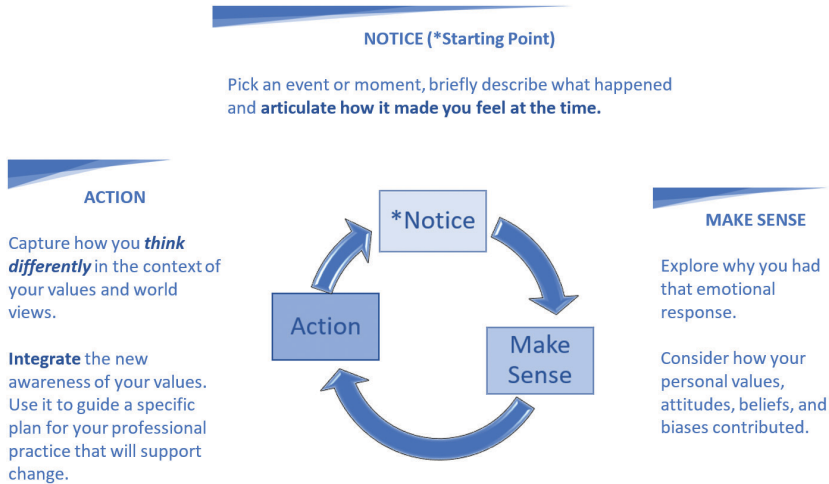 NOTICE (*Starting Point)
Pick an event or moment, briefly describe what happened
and articulate how it made you feel at the time.
ACTION
Capture how you think
differently in the context of
your values and world
views.
Integrate the new
awareness of your values.
Use it to guide a specific
plan for your professional
practice that will support
change.
*Notice
Action
Make
Sense
MAKE SENSE
Explore why you had
that emotional
response.
Consider how your
personal values,
attitudes, beliefs, and
biases contributed.